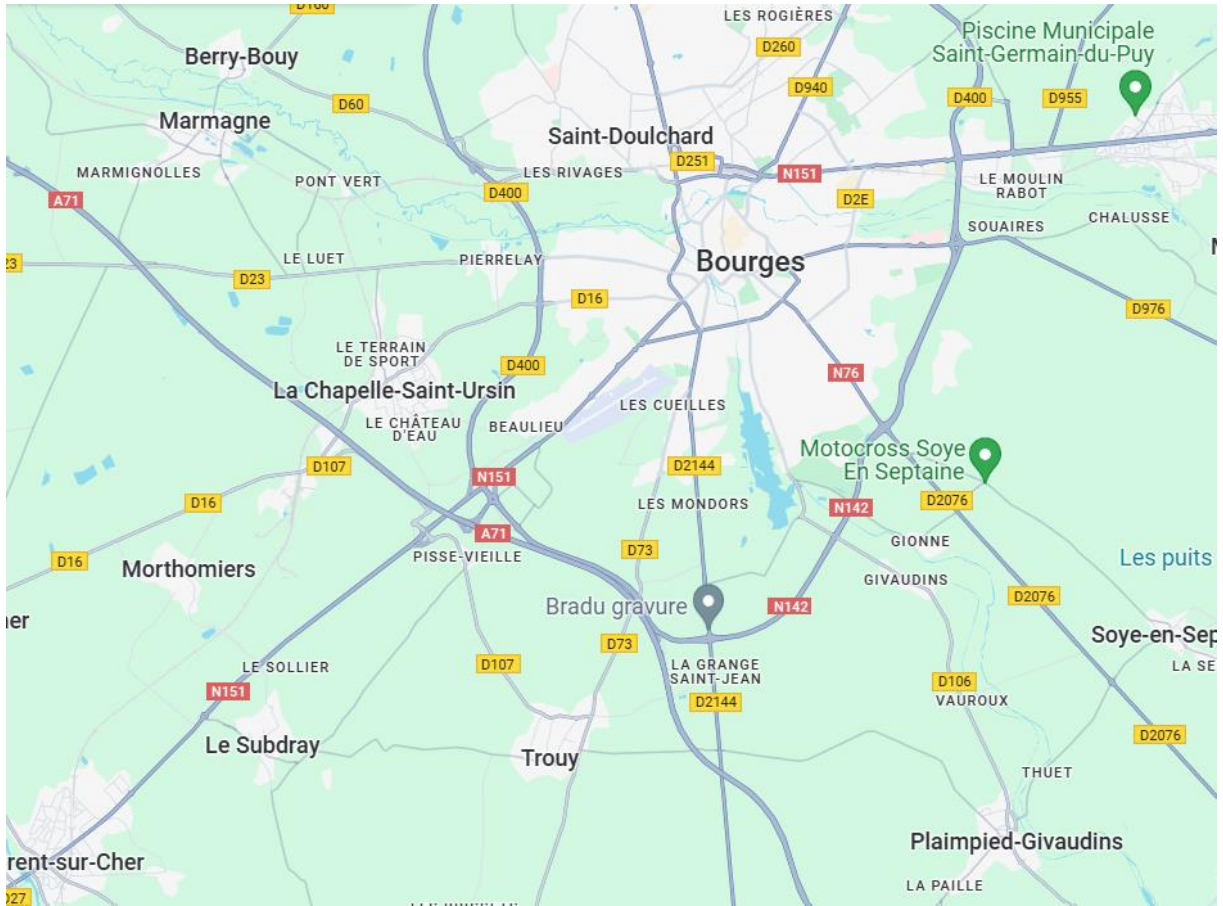 D160
LES ROGIÈRES
Piscine Municipale
Saint-Germain-du-Puy
Berry-Bouy
D260
D60
D940
D400
D955
Marmagne
Saint-Doulchard
MARMIGNOLLES
PONT VERT
LES RIVAGES
D251
N151
LE MOULIN
RABOT
A71
D400
D2E
SOUAIRES
CHALUSSE
LE LUET
PIERRELAY
Bourges
23
D23
D16
D976
LE TERRAIN
DE SPORT
D400
N76
La Chapelle-Saint-Ursin
LES CUEILLES
LE CHÂTEAU
D'EAU
BEAULIEU
Motocross Soye
En Septaine
D107
N151
D2144
D16
LES MONDORS
N142
D2076
A71
GIONNE
D16
PISSE-VIEILLE
D73
Les puits
Morthomiers
GIVAUDINS
D2076
er
Bradu gravure
N142
D73
Soye-en-Sep
LE SOLLIER
D107
LA GRANGE
SAINT-JEAN
LA SE
N151
D106
D2144
VAUROUX
Le Subdray
Trouy
D2076
THUET
Plaimpied-Givaudins
rent-sur-Cher
LA PAILLE
D27